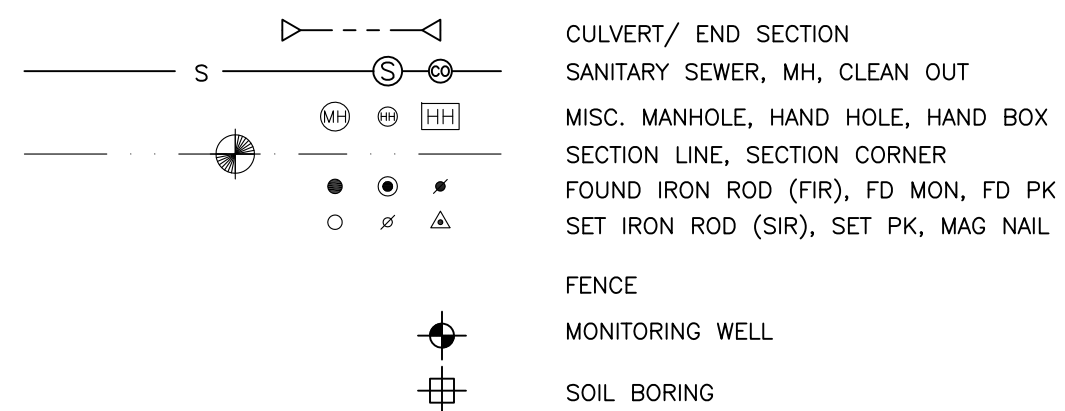 CULVERT/ END SECTION
S S CO SANITARY SEWER, MH, CLEAN OUT
MH HH HH MISC. MANHOLE, HAND HOLE, HAND BOX
SECTION LINE, SECTION CORNER
FOUND IRON ROD (FIR), FD MON, FD PK
SET IRON ROD (SIR), SET PK, MAG NAIL
FENCE
MONITORING WELL
SOIL BORING